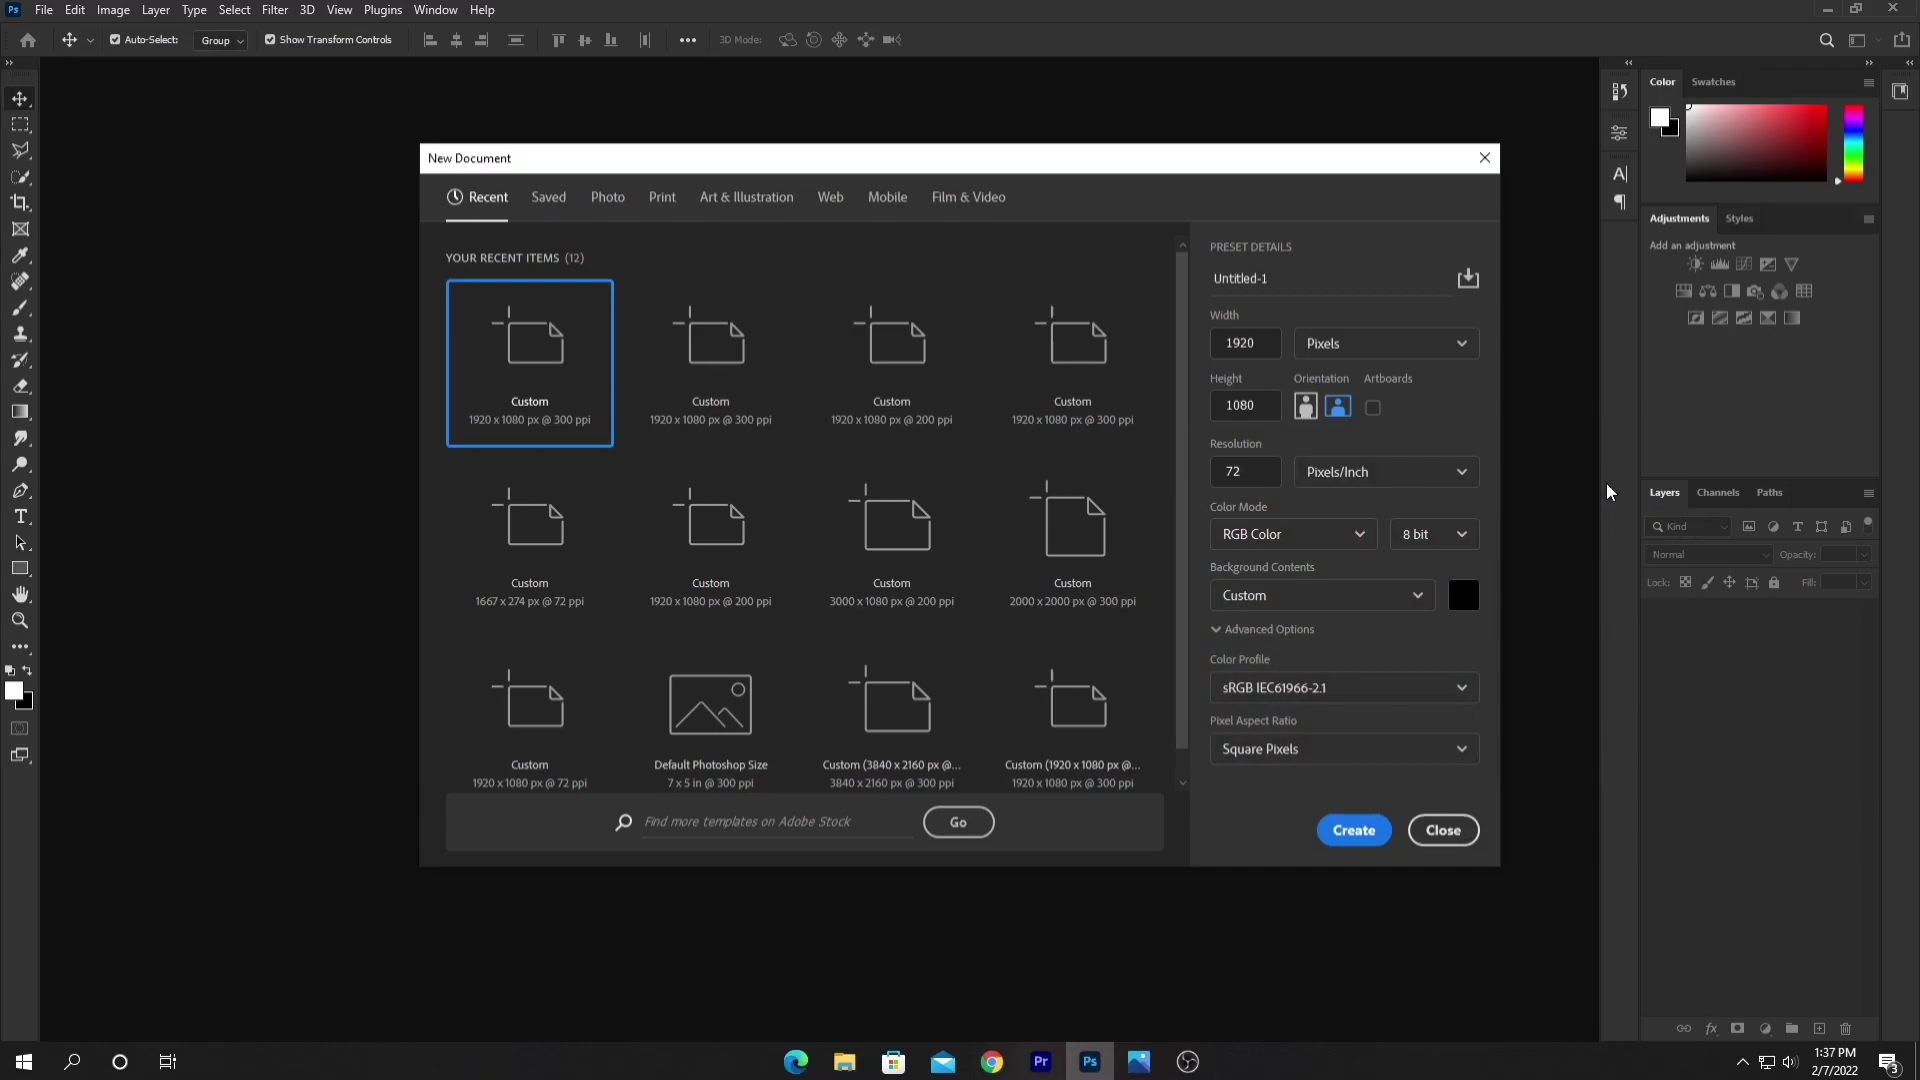 Ps File Edit Image Layer Type Select Filter 3D View Plugins Window Help
Auto-Select: Group Show Transform Controls 3D Mode:
Color Swatches
New Document
Recent Saved Photo Print Art & Illustration Web Mobile Film & Video
YOUR RECENT ITEMS (12)
Custom
1920 x 1080 px @ 300 ppi
Custom
1920 x 1080 px @ 300 ppi
Custom
1920 x 1080 px @ 200 ppi
Custom
1920 x 1080 px @ 300 ppi
Custom
1667 x 274 px @ 72 ppi
Custom
1920 x 1080 px @ 200 ppi
Custom
3000 x 1080 px @ 200 ppi
Custom
2000 x 2000 px @ 300 ppi
Custom
1920 x 1080 px @ 72 ppi
Default Photoshop Size
7 x 5 in @ 300 ppi
Custom (3840 x 2160 px @...
3840 x 2160 px @ 300 ppi
Custom (1920 x 1080 px @...
1920 x 1080 px @ 300 ppi
Find more templates on Adobe Stock Go
PRESET DETAILS
Untitled-1
Width
1920 Pixels
Height Orientation Artboards
1080
Resolution
72 Pixels/Inch
Color Mode
RGB Color 8 bit
Background Contents
Custom
Advanced Options
Color Profile
sRGB IEC61966-2.1
Pixel Aspect Ratio
Square Pixels
Create Close
Adjustments Styles
Add an adjustment
Layers Channels Paths
Kind
Normal Opacity:
Lock: Fill:
fx
Pr Ps
1:37 PM
2/7/2022
3